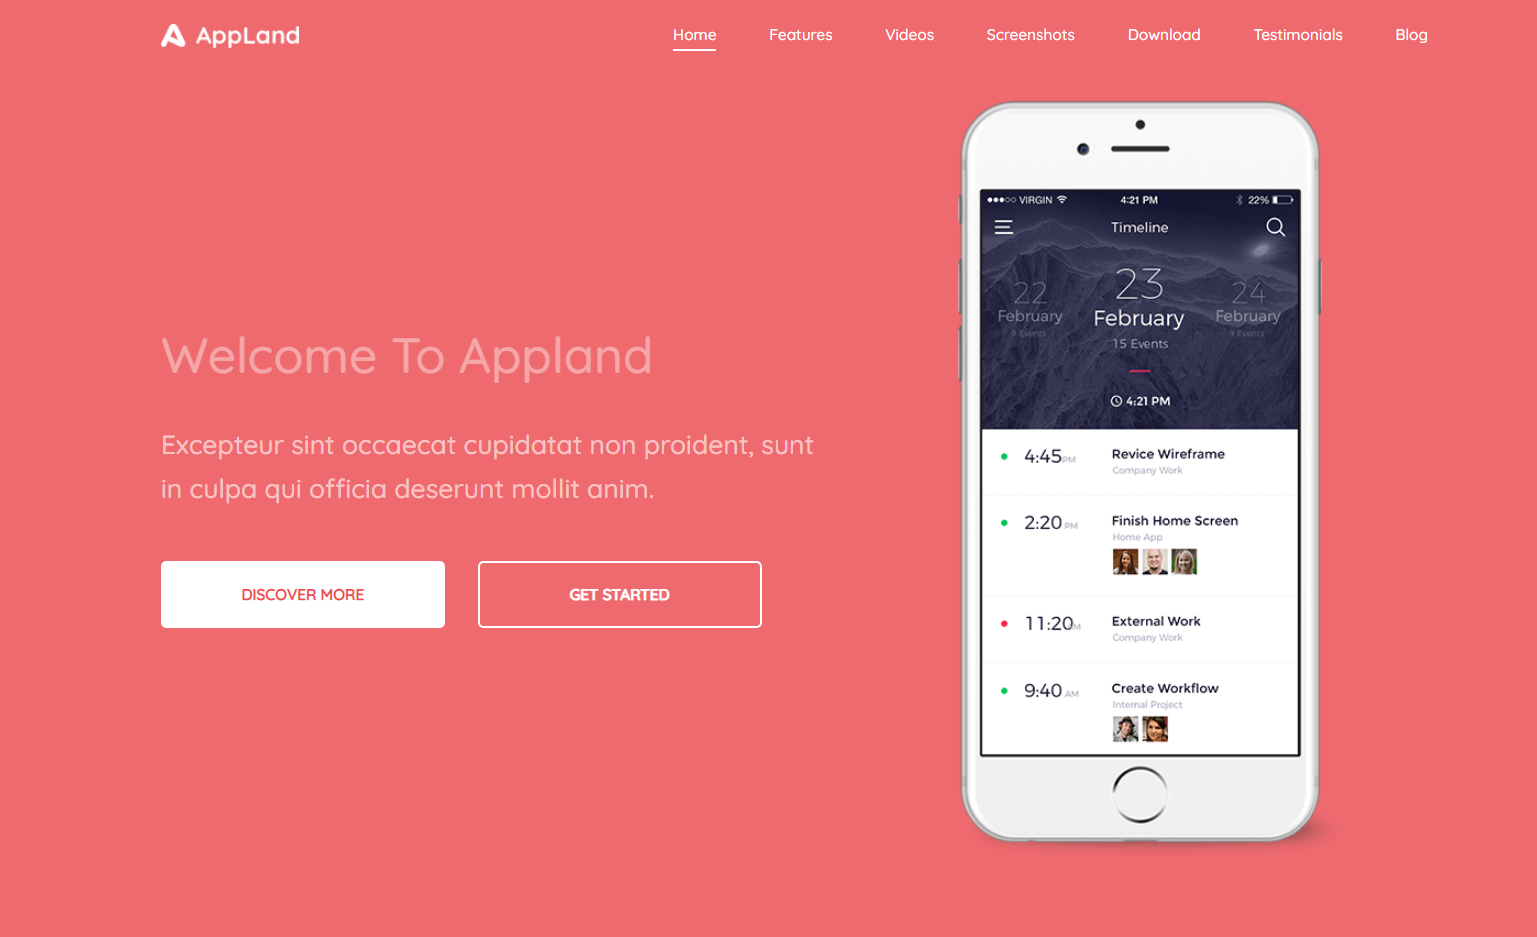 AppLand
Home Features Videos Screenshots Download Testimonials Blog
Welcome To Appland
Excepteur sint occaecat cupidatat non proident, sunt
in culpa qui officia deserunt mollit anim.
DISCOVER MORE
GET STARTED
VIRGIN 4:21 PM 22%
Timeline
22
February
9 Events
23
February
15 Events
24
February
9 Events
4:21 PM
4:45 PM Revice Wireframe
Company Work
2:20 PM Finish Home Screen
Home App
11:20 AM External Work
Company Work
9:40 AM Create Workflow
Internal Project